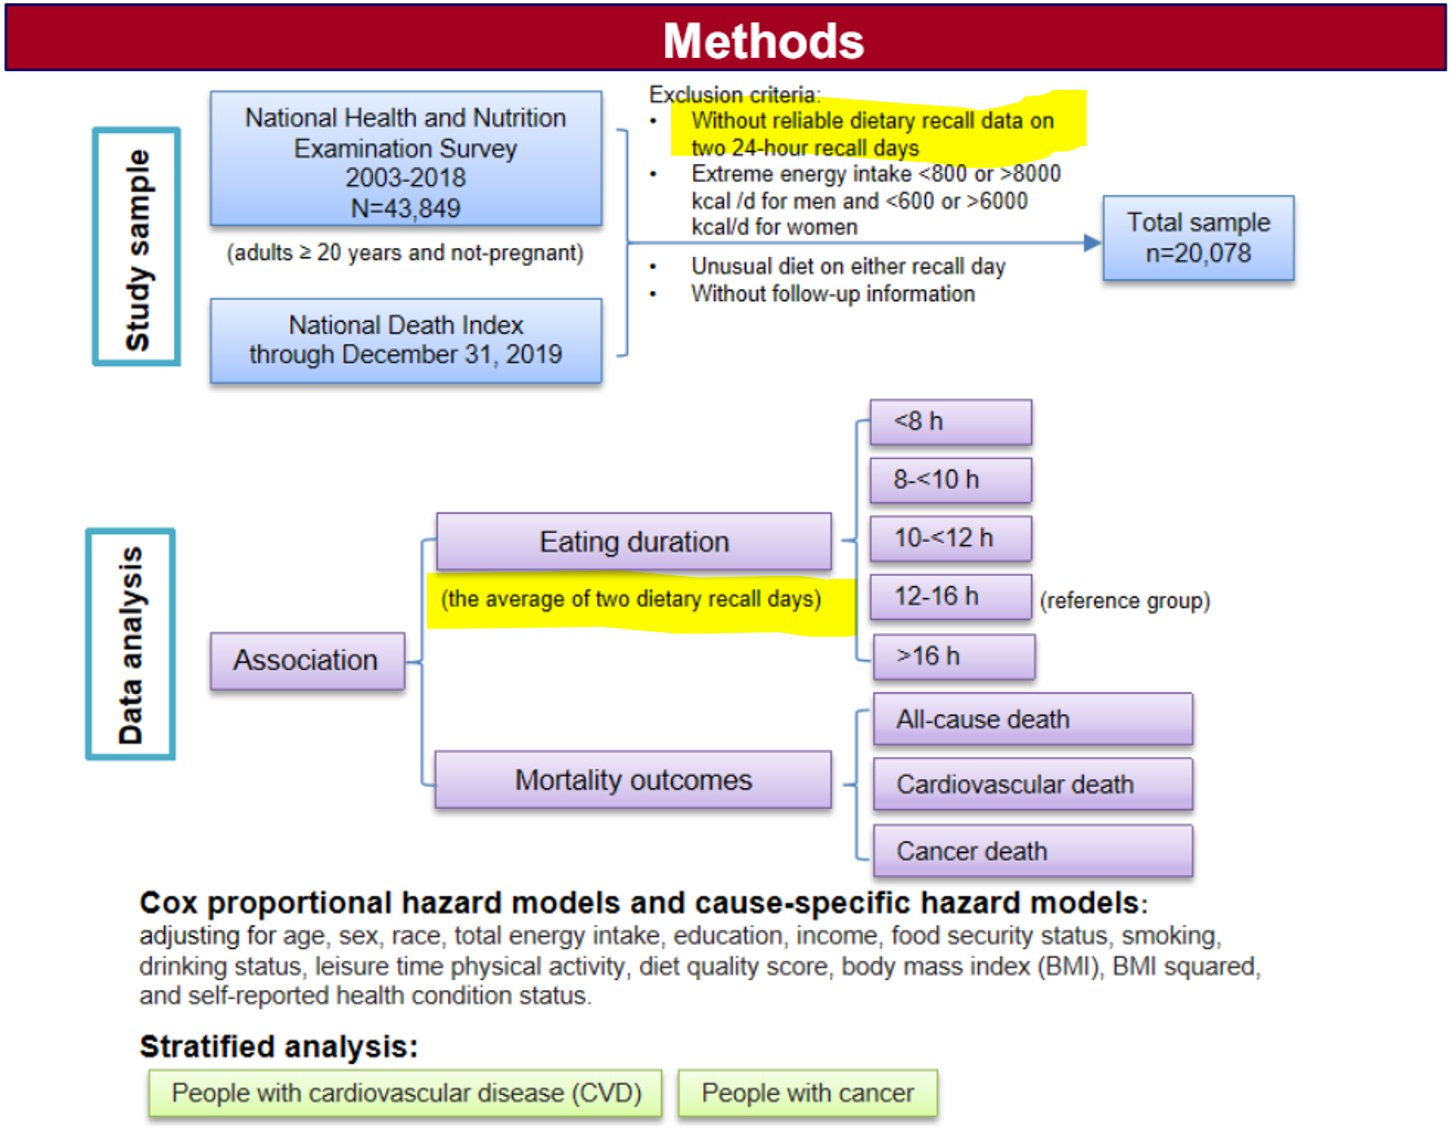 Methods
Study sample
National Health and Nutrition
Examination Survey
2003-2018
N=43,849
(adults ≥ 20 years and not-pregnant)
National Death Index
through December 31, 2019
Exclusion criteria:
• Without reliable dietary recall data on
two 24-hour recall days
• Extreme energy intake <800 or >8000
kcal /d for men and <600 or >6000
kcal/d for women
• Unusual diet on either recall day
• Without follow-up information
Total sample
n=20,078
Data analysis
Association
Eating duration
(the average of two dietary recall days)
<8 h
8-<10 h
10-<12 h
12-16 h (reference group)
>16 h
Mortality outcomes
All-cause death
Cardiovascular death
Cancer death
Cox proportional hazard models and cause-specific hazard models:
adjusting for age, sex, race, total energy intake, education, income, food security status, smoking,
drinking status, leisure time physical activity, diet quality score, body mass index (BMI), BMI squared,
and self-reported health condition status.
Stratified analysis:
People with cardiovascular disease (CVD)
People with cancer